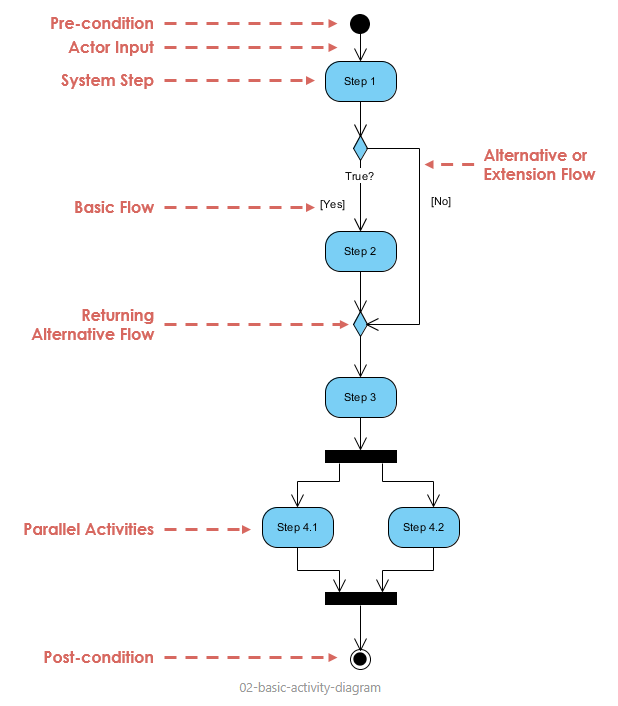 Pre-condition
Actor Input
System Step
Step 1
Alternative or
Extension Flow
True?
Basic Flow
[Yes]
[No]
Step 2
Returning
Alternative Flow
Step 3
Parallel Activities
Step 4.1
Step 4.2
Post-condition
02-basic-activity-diagram